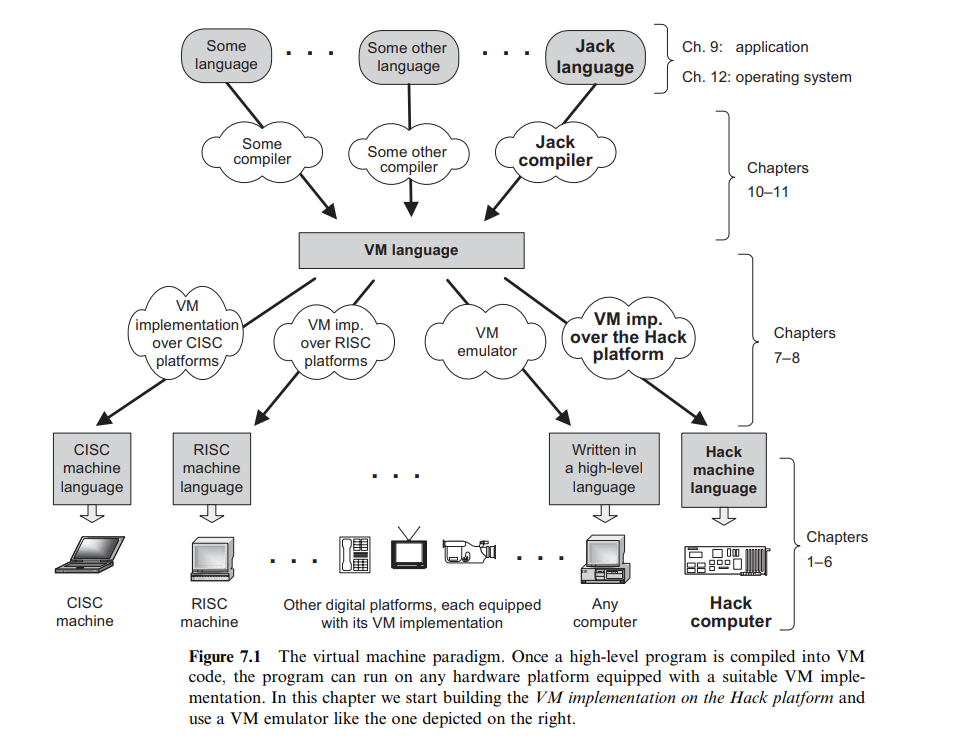 Some
language
. . .
Some other
language
. . .
Jack
language
Ch. 9: application
Ch. 12: operating system
Some
compiler
Some other
compiler
Jack
compiler
Chapters
10–11
VM language
VM
implementation
over CISC
platforms
VM imp.
over RISC
platforms
VM
emulator
VM imp.
over the Hack
platform
Chapters
7–8
CISC
machine
language
RISC
machine
language
. . .
Written in
a high-level
language
Hack
machine
language
. . .
. . .
Chapters
1–6
CISC
machine
RISC
machine
Other digital platforms, each equipped
with its VM implementation
Any
computer
Hack
computer
Figure 7.1 The virtual machine paradigm. Once a high-level program is compiled into VM
code, the program can run on any hardware platform equipped with a suitable VM imple-
mentation. In this chapter we start building the VM implementation on the Hack platform and
use a VM emulator like the one depicted on the right.